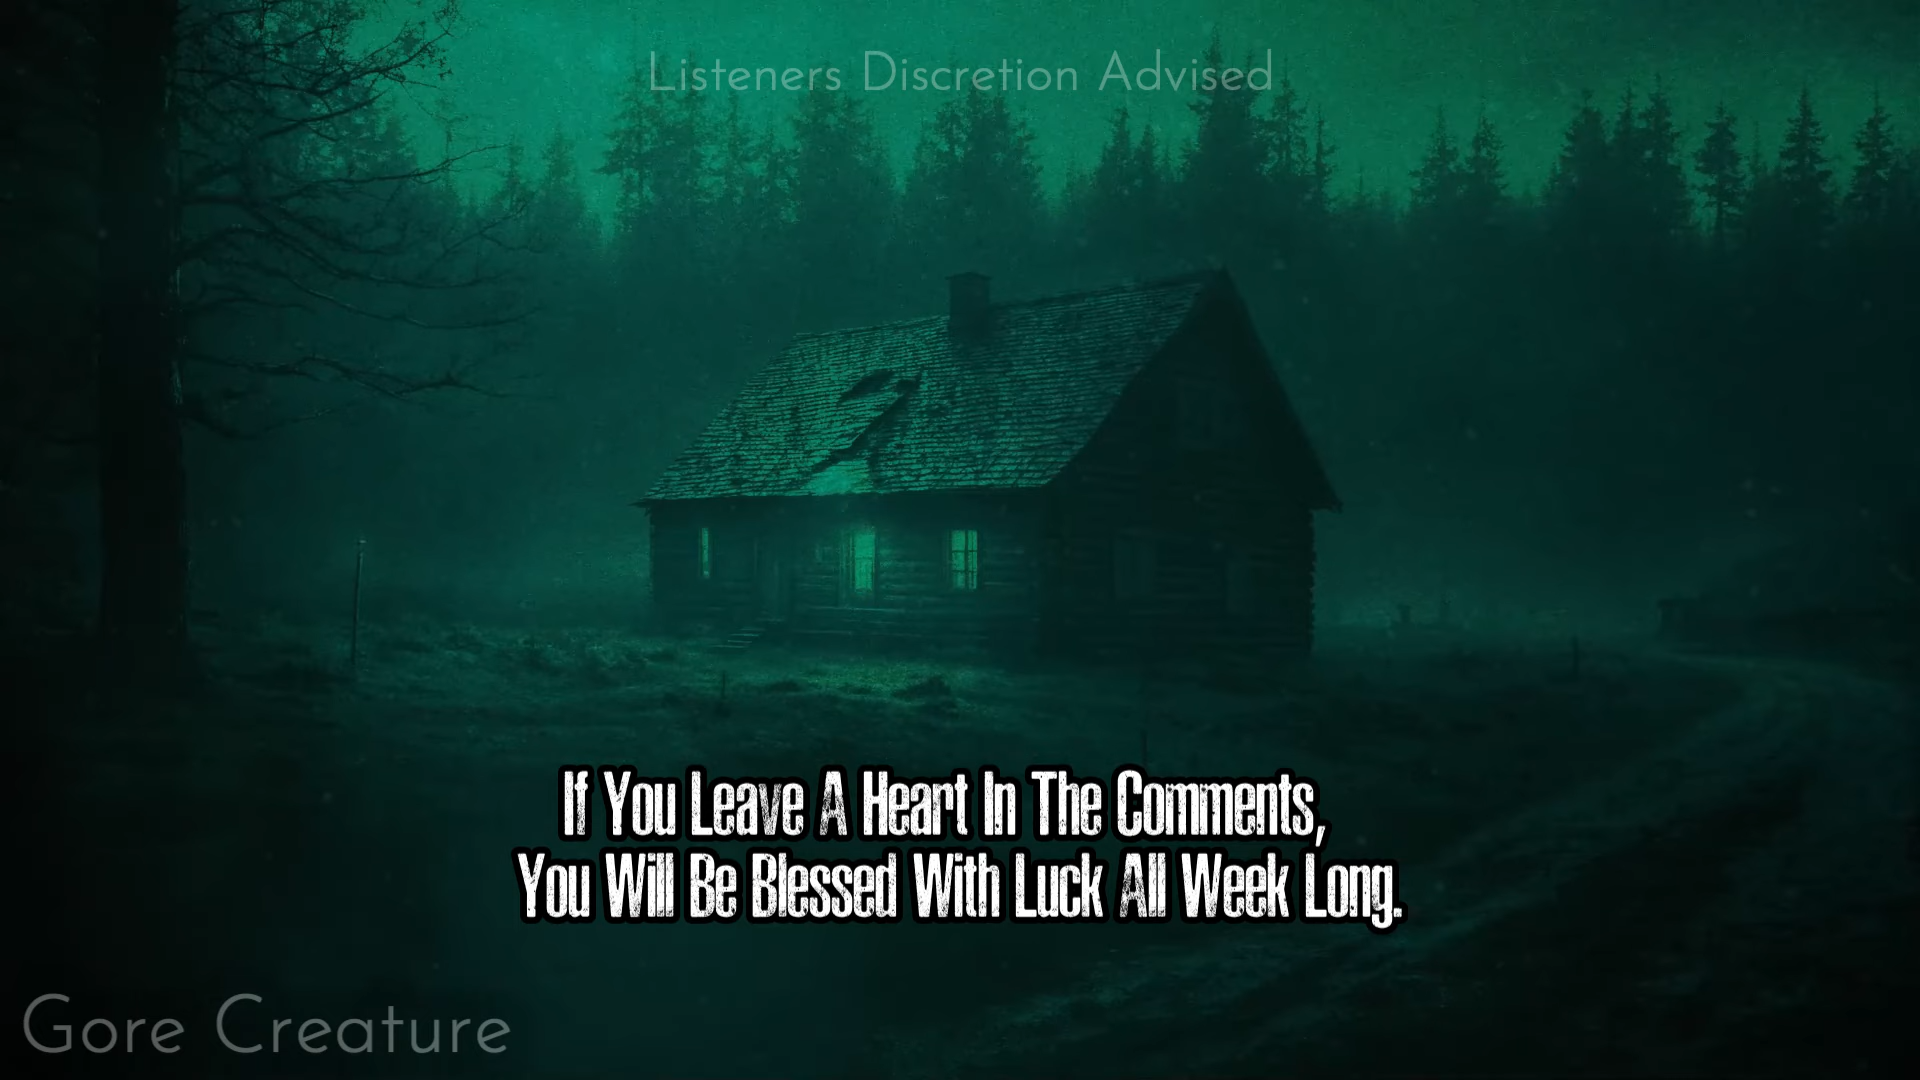 Listeners Discretion Advised
If You Leave A Heart In The Comments,
You Will Be Blessed With Luck All Week Long.
Gore Creature